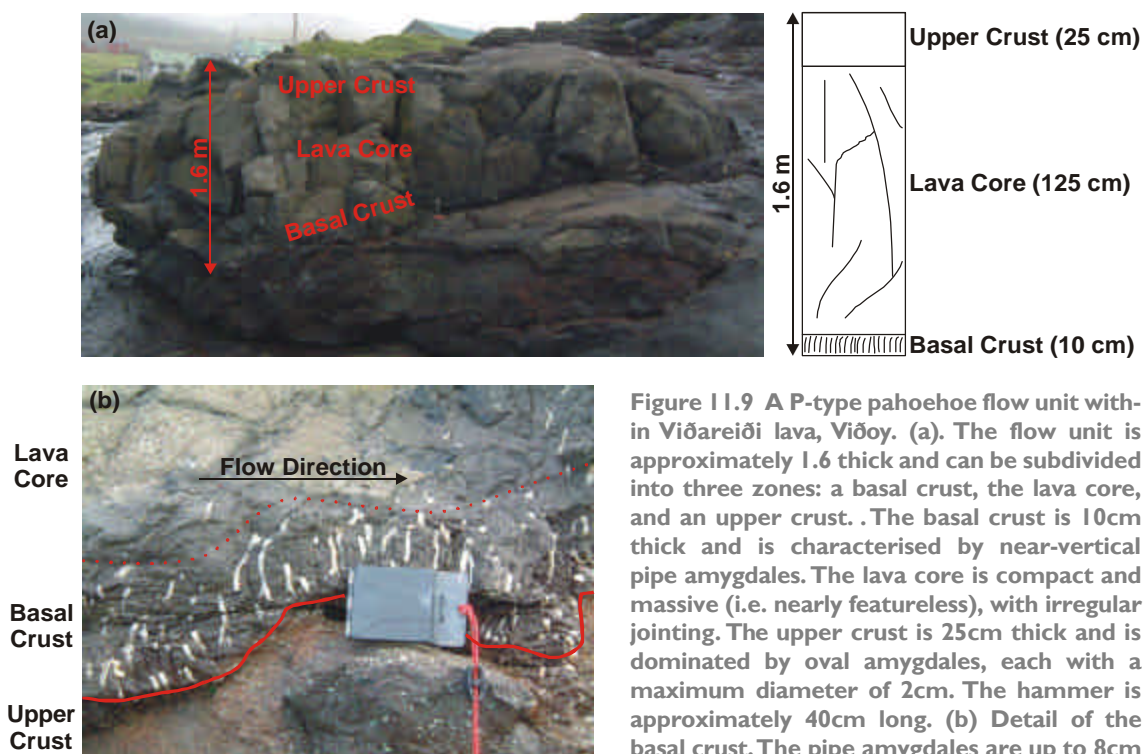 (a)
Upper Crust
Lava Core
Basal Crust
1.6 m
1.6 m
Upper Crust (25 cm)
Lava Core (125 cm)
Basal Crust (10 cm)
(b)
Flow Direction
Lava
Core
Basal
Crust
Upper
Crust
Figure 11.9 A P-type pahoehoe flow unit with-
in Viðareiði lava, Viðoy. (a). The flow unit is
approximately 1.6 thick and can be subdivided
into three zones: a basal crust, the lava core,
and an upper crust. . The basal crust is 10cm
thick and is characterised by near-vertical
pipe amygdales. The lava core is compact and
massive (i.e. nearly featureless), with irregular
jointing. The upper crust is 25cm thick and is
dominated by oval amygdales, each with a
maximum diameter of 2cm. The hammer is
approximately 40cm long. (b) Detail of the
basal crust. The pipe amygdales are up to 8cm